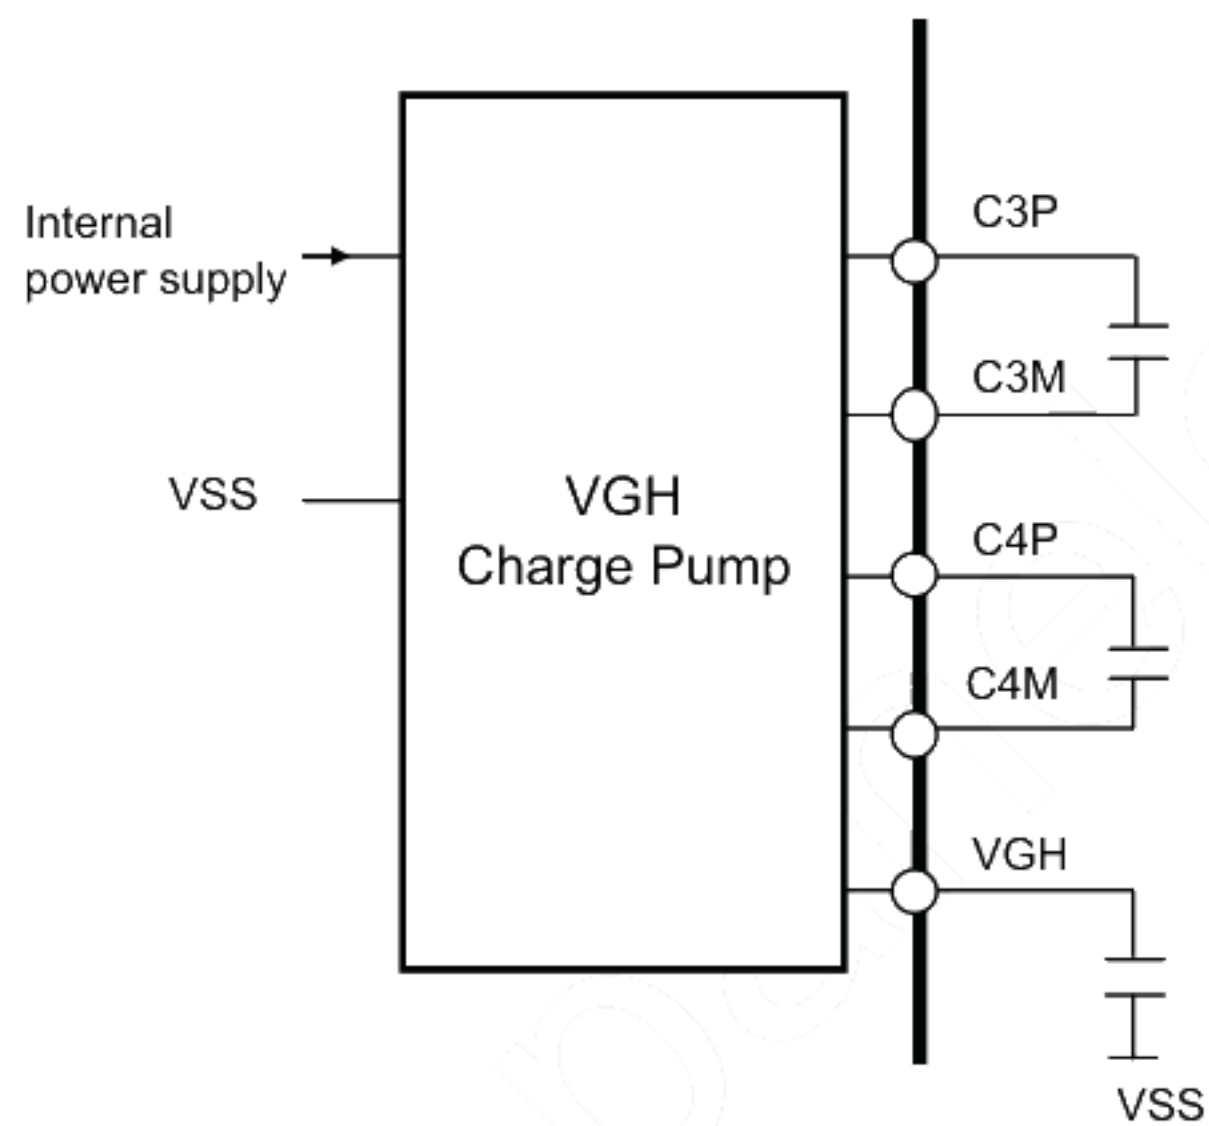 Internal
power supply
VSS
VGH
Charge Pump
C3P
C3M
C4P
C4M
VGH
VSS